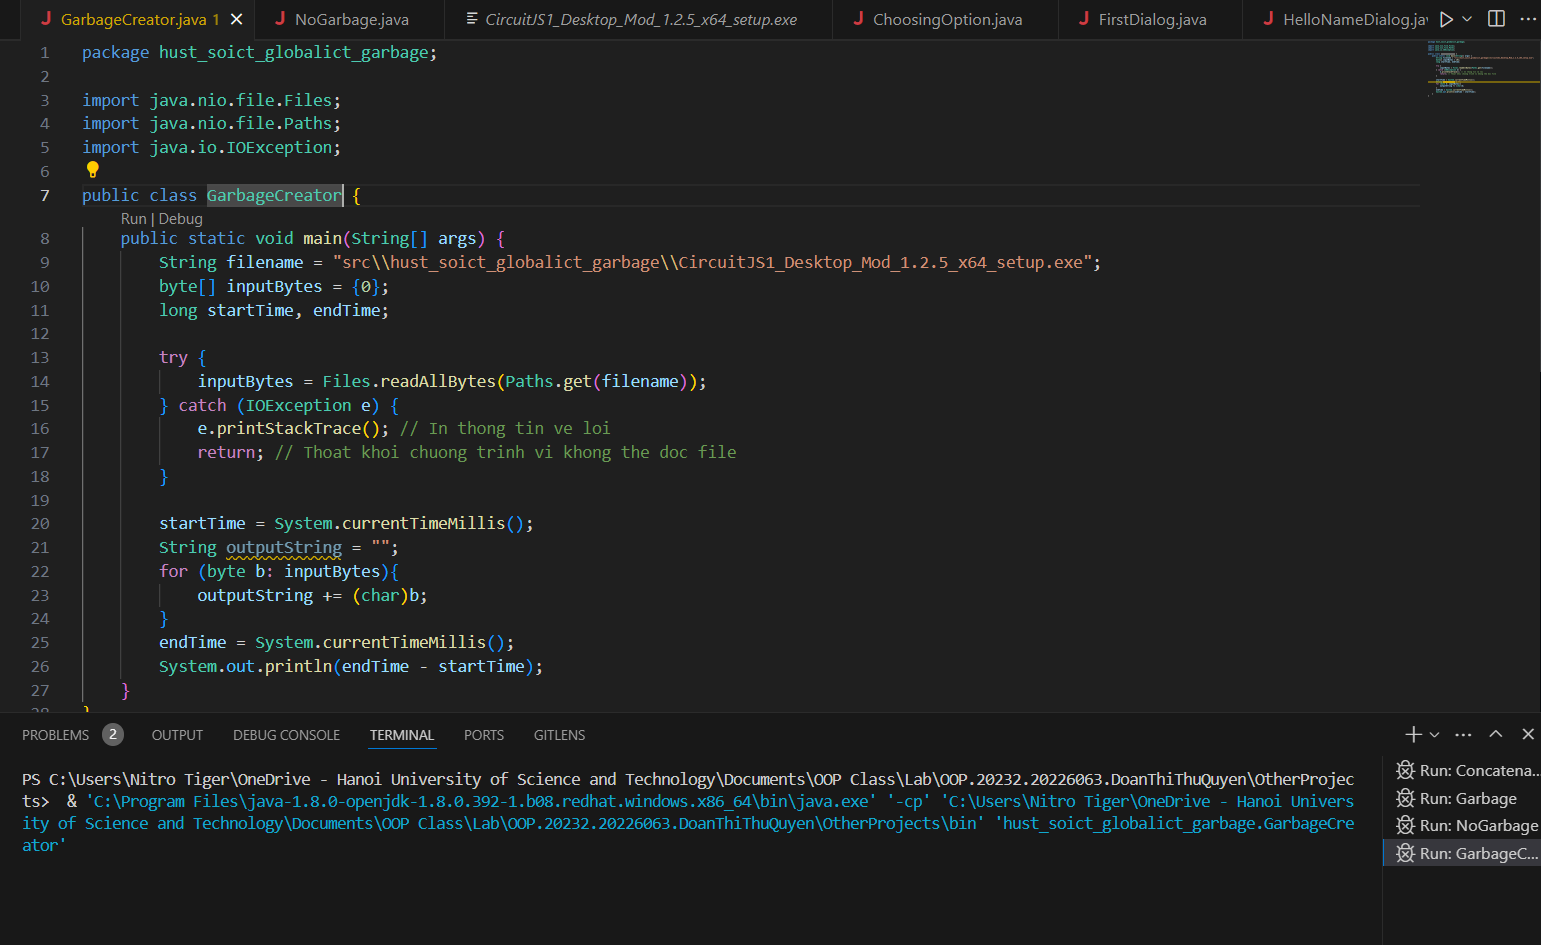 GarbageCreator.java 1
NoGarbage.java
CircuitJS1_Desktop_Mod_1.2.5_x64_setup.exe
ChoosingOption.java
FirstDialog.java
HelloNameDialog.jav
1 package hust_soict_globalict_garbage;
2
3 import java.nio.file.Files;
4 import java.nio.file.Paths;
5 import java.io.IOException;
6
7 public class GarbageCreator {
Run | Debug
8 public static void main(String[] args) {
9 String filename = "src\\hust_soict_globalict_garbage\\CircuitJS1_Desktop_Mod_1.2.5_x64_setup.exe";
10 byte[] inputBytes = {0};
11 long startTime, endTime;
12
13 try {
14 inputBytes = Files.readAllBytes(Paths.get(filename));
15 } catch (IOException e) {
16 e.printStackTrace(); // In thong tin ve loi
17 return; // Thoat khoi chuong trinh vi khong the doc file
18 }
19
20 startTime = System.currentTimeMillis();
21 String outputString = "";
22 for (byte b: inputBytes){
23 outputString += (char)b;
24 }
25 endTime = System.currentTimeMillis();
26 System.out.println(endTime - startTime);
27 }
28 }
PROBLEMS 2 OUTPUT DEBUG CONSOLE TERMINAL PORTS GITLENS
PS C:\Users\Nitro Tiger\OneDrive - Hanoi University of Science and Technology\Documents\OOP Class\Lab\OOP.20232.20226063.DoanThiThuQuyen\OtherProjec
ts> & 'C:\Program Files\java-1.8.0-openjdk-1.8.0.392-1.b08.redhat.windows.x86_64\bin\java.exe' '-cp' 'C:\Users\Nitro Tiger\OneDrive - Hanoi Univers
ity of Science and Technology\Documents\OOP Class\Lab\OOP.20232.20226063.DoanThiThuQuyen\OtherProjects\bin' 'hust_soict_globalict_garbage.GarbageCre
ator'
Run: Concatena...
Run: Garbage
Run: NoGarbage
Run: GarbageC...